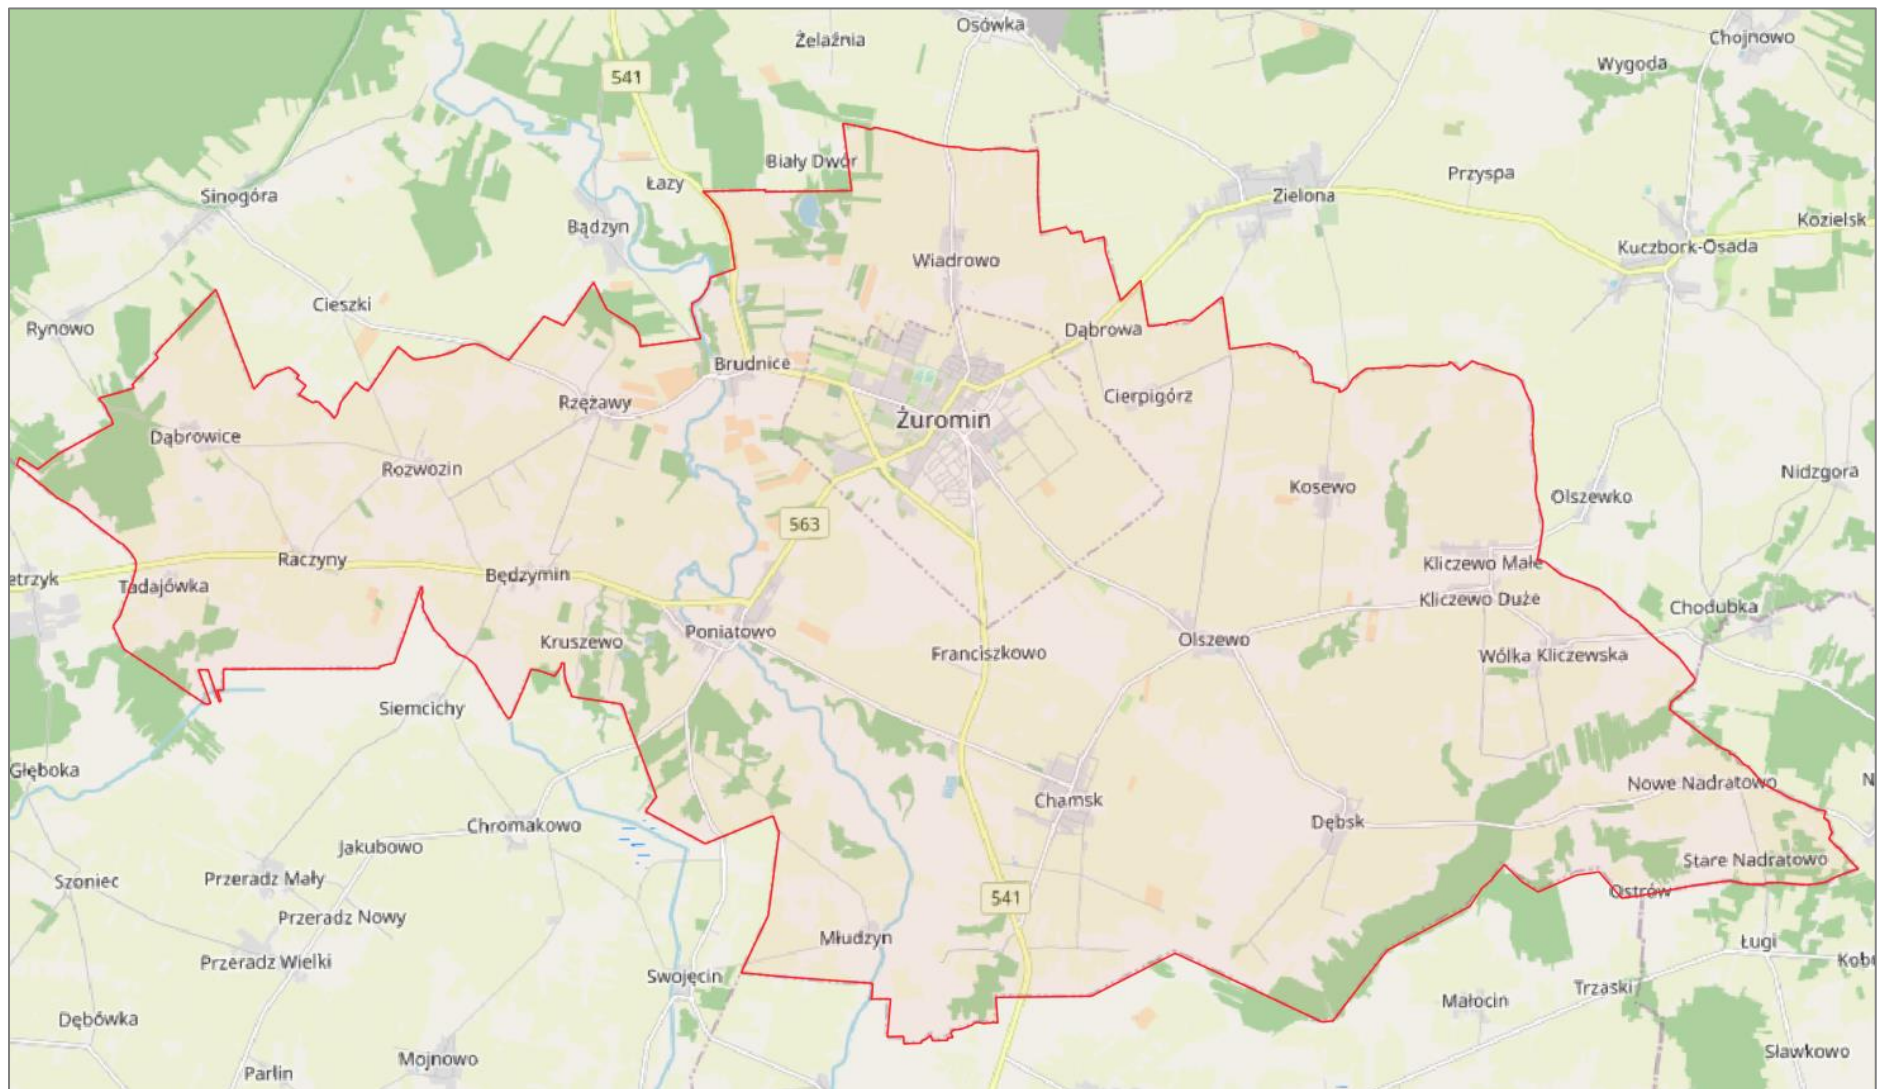 Osówka
Żelaźnia
Chojnowo
Wygoda
541
Biały Dwór
Przyspa
Łazy
Sinogóra
Zielona
Kozielsk
Bądzyn
Kuczbork-Osada
Wiadrowo
Cieszki
Rynowo
Dąbrowa
Brudnice
Cierpigórz
Rzężawy
Żuromin
Dąbrowice
Rozwozin
Nidzgora
Kosewo
Olszewko
563
Raczyny
Kliczewo Małe
Będzymin
etrzyk
Tadajówka
Kliczewo Duże
Chodubka
Poniatowo
Kruszewo
Olszewo
Franciszkowo
Wólka Kliczewska
Siemcichy
Głęboka
N
Nowe Nadratowo
Chamsk
Dębsk
Chromakowo
Jakubowo
Stare Nadratowo
Szoniec
Przeradz Mały
Ostrów
541
Przeradz Nowy
Młudzyn
Ługi
Kobu
Przeradz Wielki
Swojęcin
Trzaski
Małocin
Dębówka
Sławkowo
Mojnowo
Parlin